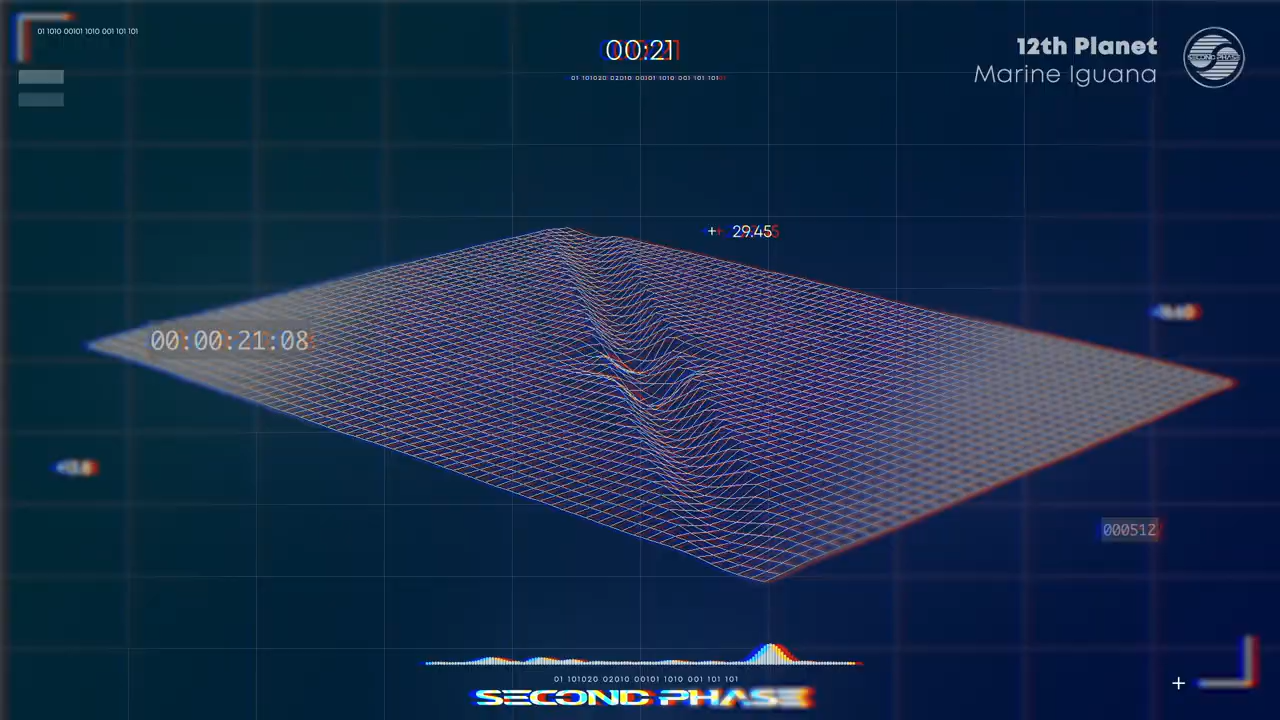 01 1010 00101 1010 001 101 101
00:21
01 101020 02010 00101 1010 001 101 101
12th Planet
Marine Iguana
SECOND PHASE
29.45
00:00:21:08
000512
01 101020 02010 00101 1010 001 101 101
SECOND PHASE